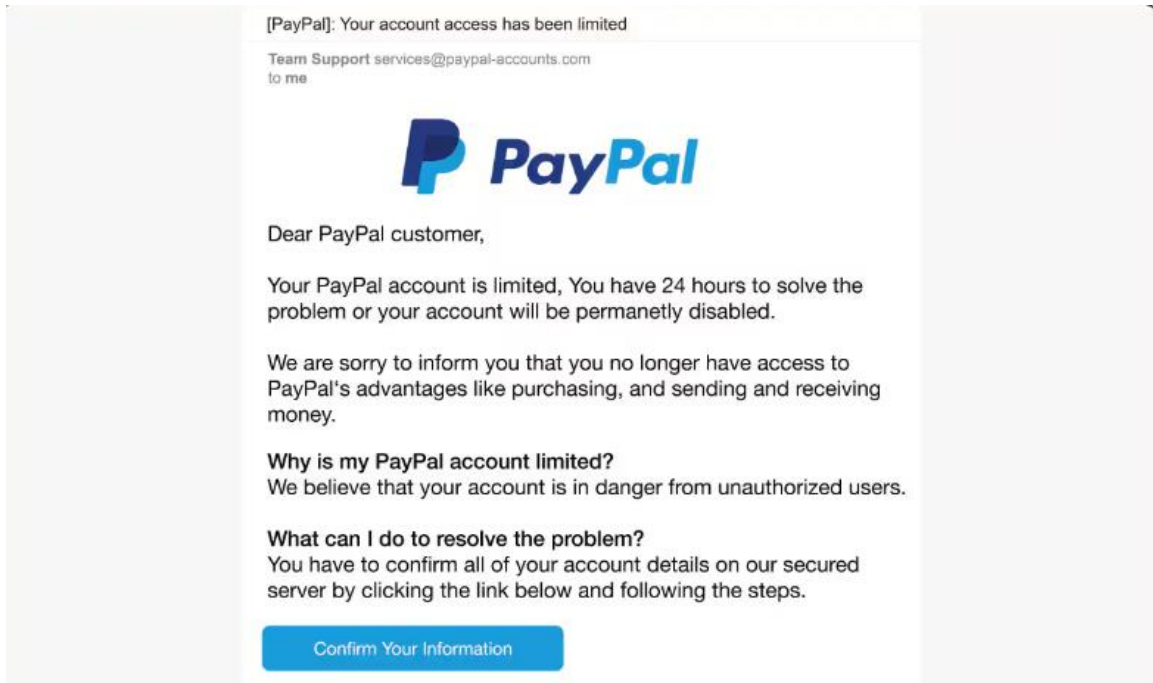 [PayPal]: Your account access has been limited
Team Support services@paypal-accounts.com
to me
PayPal
Dear PayPal customer,
Your PayPal account is limited, You have 24 hours to solve the
problem or your account will be permanetly disabled.
We are sorry to inform you that you no longer have access to
PayPal's advantages like purchasing, and sending and receiving
money.
Why is my PayPal account limited?
We believe that your account is in danger from unauthorized users.
What can I do to resolve the problem?
You have to confirm all of your account details on our secured
server by clicking the link below and following the steps.
Confirm Your Information